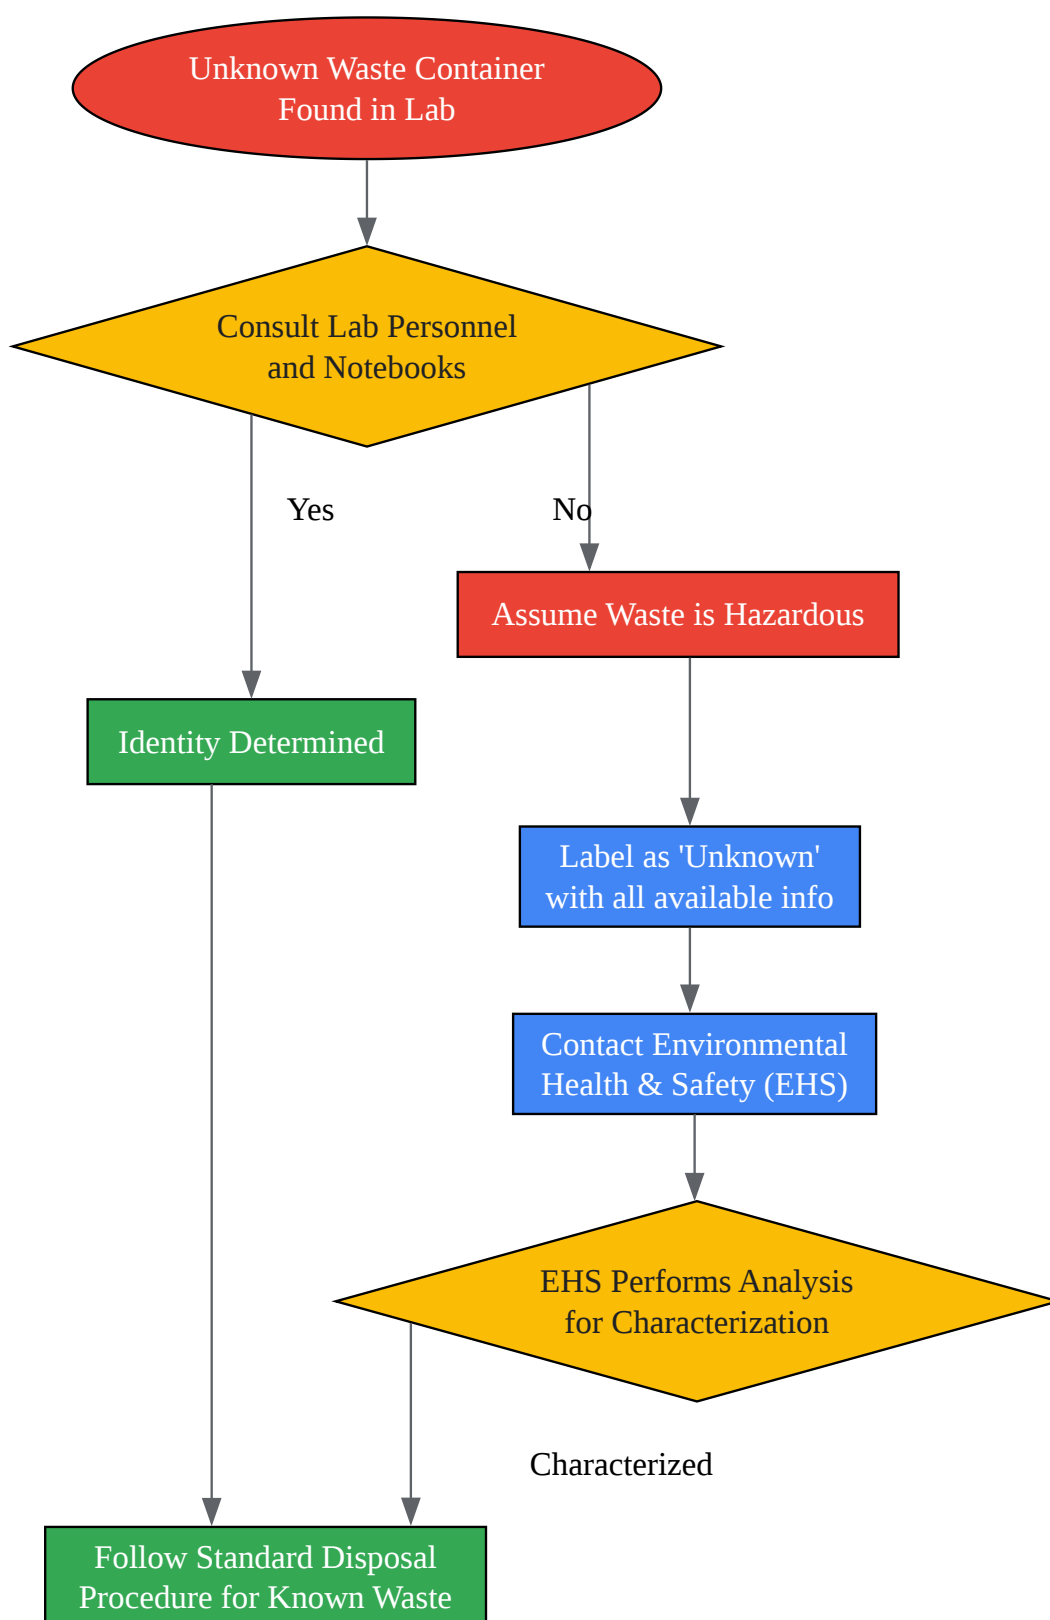 Unknown Waste Container
Found in Lab
Consult Lab Personnel
and Notebooks
Yes
No
Assume Waste is Hazardous
Identity Determined
Label as 'Unknown'
with all available info
Contact Environmental
Health & Safety (EHS)
EHS Performs Analysis
for Characterization
Characterized
Follow Standard Disposal
Procedure for Known Waste